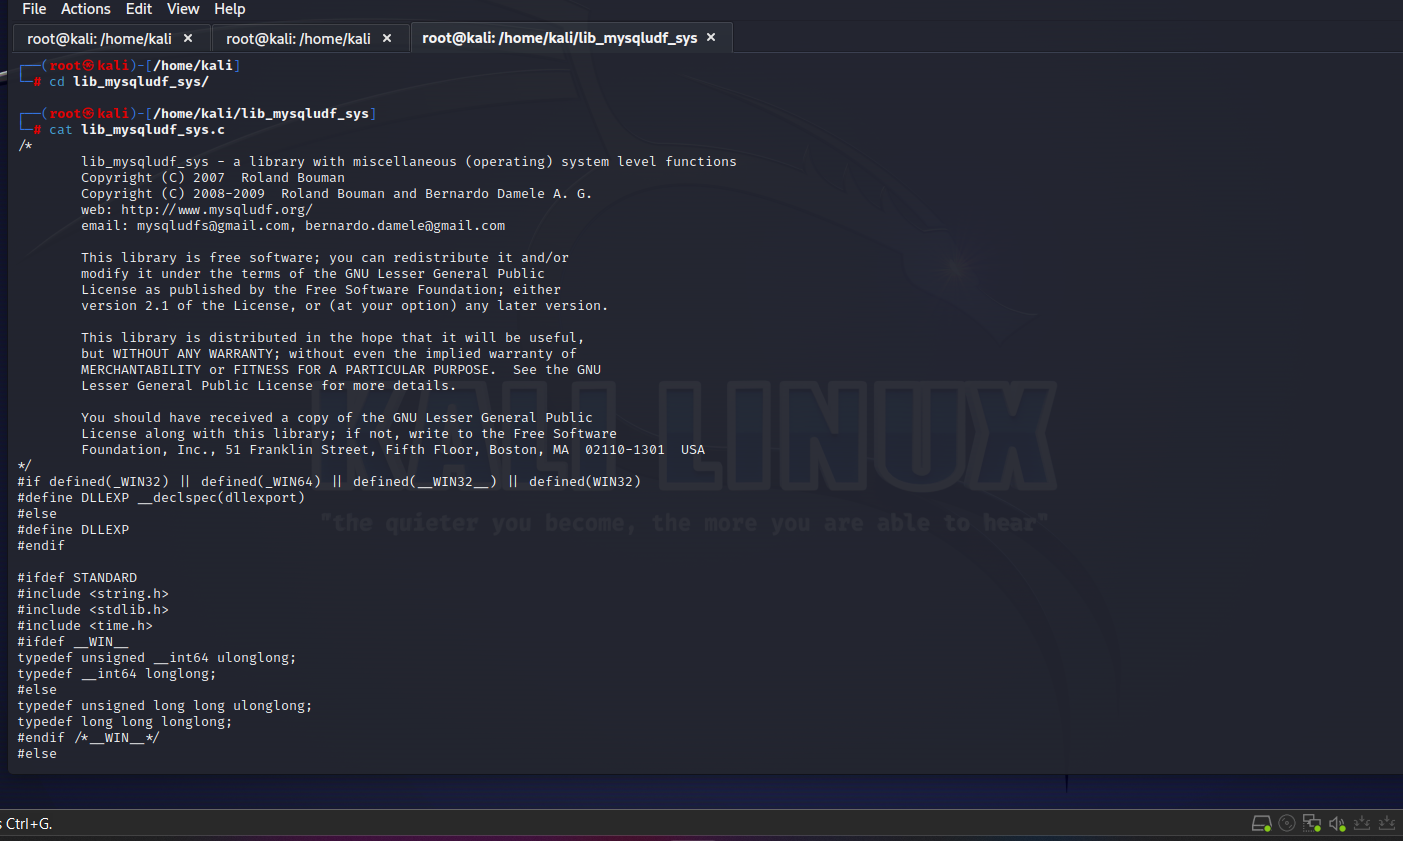 File Actions Edit View Help
root@kali: /home/kali × root@kali: /home/kali × root@kali: /home/kali/lib_mysqludf_sys ×
┌──(root㉿kali)-[/home/kali]
└─# cd lib_mysqludf_sys/
┌──(root㉿kali)-[/home/kali/lib_mysqludf_sys]
└─# cat lib_mysqludf_sys.c
/*
lib_mysqludf_sys - a library with miscellaneous (operating) system level functions
Copyright (C) 2007  Roland Bouman
Copyright (C) 2008-2009  Roland Bouman and Bernardo Damele A. G.
web: http://www.mysqludf.org/
email: mysqludfs@gmail.com, bernardo.damele@gmail.com
This library is free software; you can redistribute it and/or
modify it under the terms of the GNU Lesser General Public
License as published by the Free Software Foundation; either
version 2.1 of the License, or (at your option) any later version.
This library is distributed in the hope that it will be useful,
but WITHOUT ANY WARRANTY; without even the implied warranty of
MERCHANTABILITY or FITNESS FOR A PARTICULAR PURPOSE.  See the GNU
Lesser General Public License for more details.
You should have received a copy of the GNU Lesser General Public
License along with this library; if not, write to the Free Software
Foundation, Inc., 51 Franklin Street, Fifth Floor, Boston, MA  02110-1301  USA
*/
#if defined(_WIN32) || defined(_WIN64) || defined(__WIN32__) || defined(WIN32)
#define DLLEXP __declspec(dllexport)
#else
#define DLLEXP
#endif
#ifdef STANDARD
#include <string.h>
#include <stdlib.h>
#include <time.h>
#ifdef __WIN__
typedef unsigned __int64 ulonglong;
typedef __int64 longlong;
#else
typedef unsigned long long ulonglong;
typedef long long longlong;
#endif /*__WIN__*/
#else
KALI LINUX
"the quieter you become, the more you are able to hear"
s Ctrl+G.